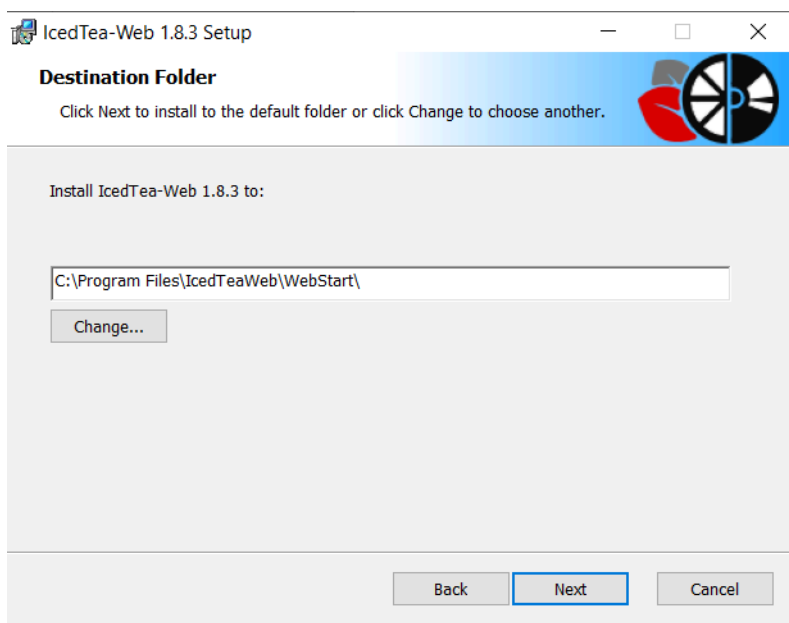 IcedTea-Web 1.8.3 Setup
Destination Folder
Click Next to install to the default folder or click Change to choose another.
Install IcedTea-Web 1.8.3 to:
C:\Program Files\IcedTeaWeb\WebStart\
Change...
Back Next Cancel